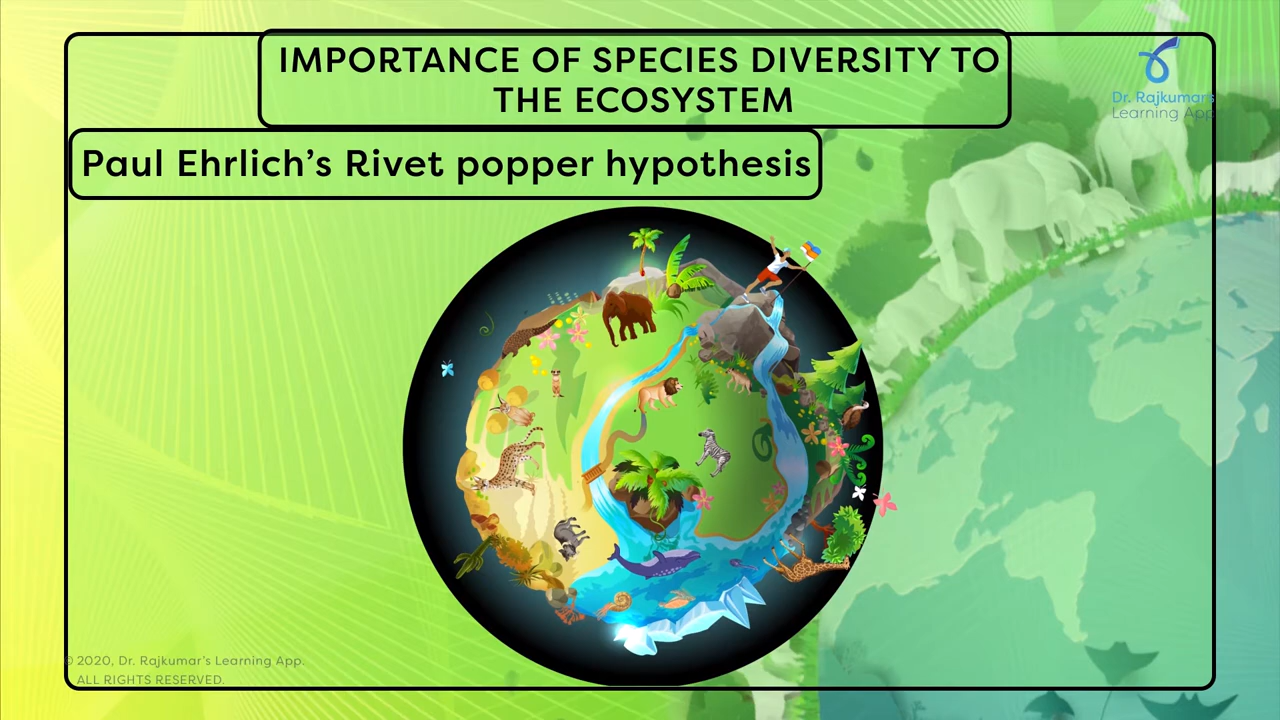 IMPORTANCE OF SPECIES DIVERSITY TO
THE ECOSYSTEM
Dr. Rajkumar's
Learning App
Paul Ehrlich’s Rivet popper hypothesis
© 2020, Dr. Rajkumar's Learning App.
ALL RIGHTS RESERVED.